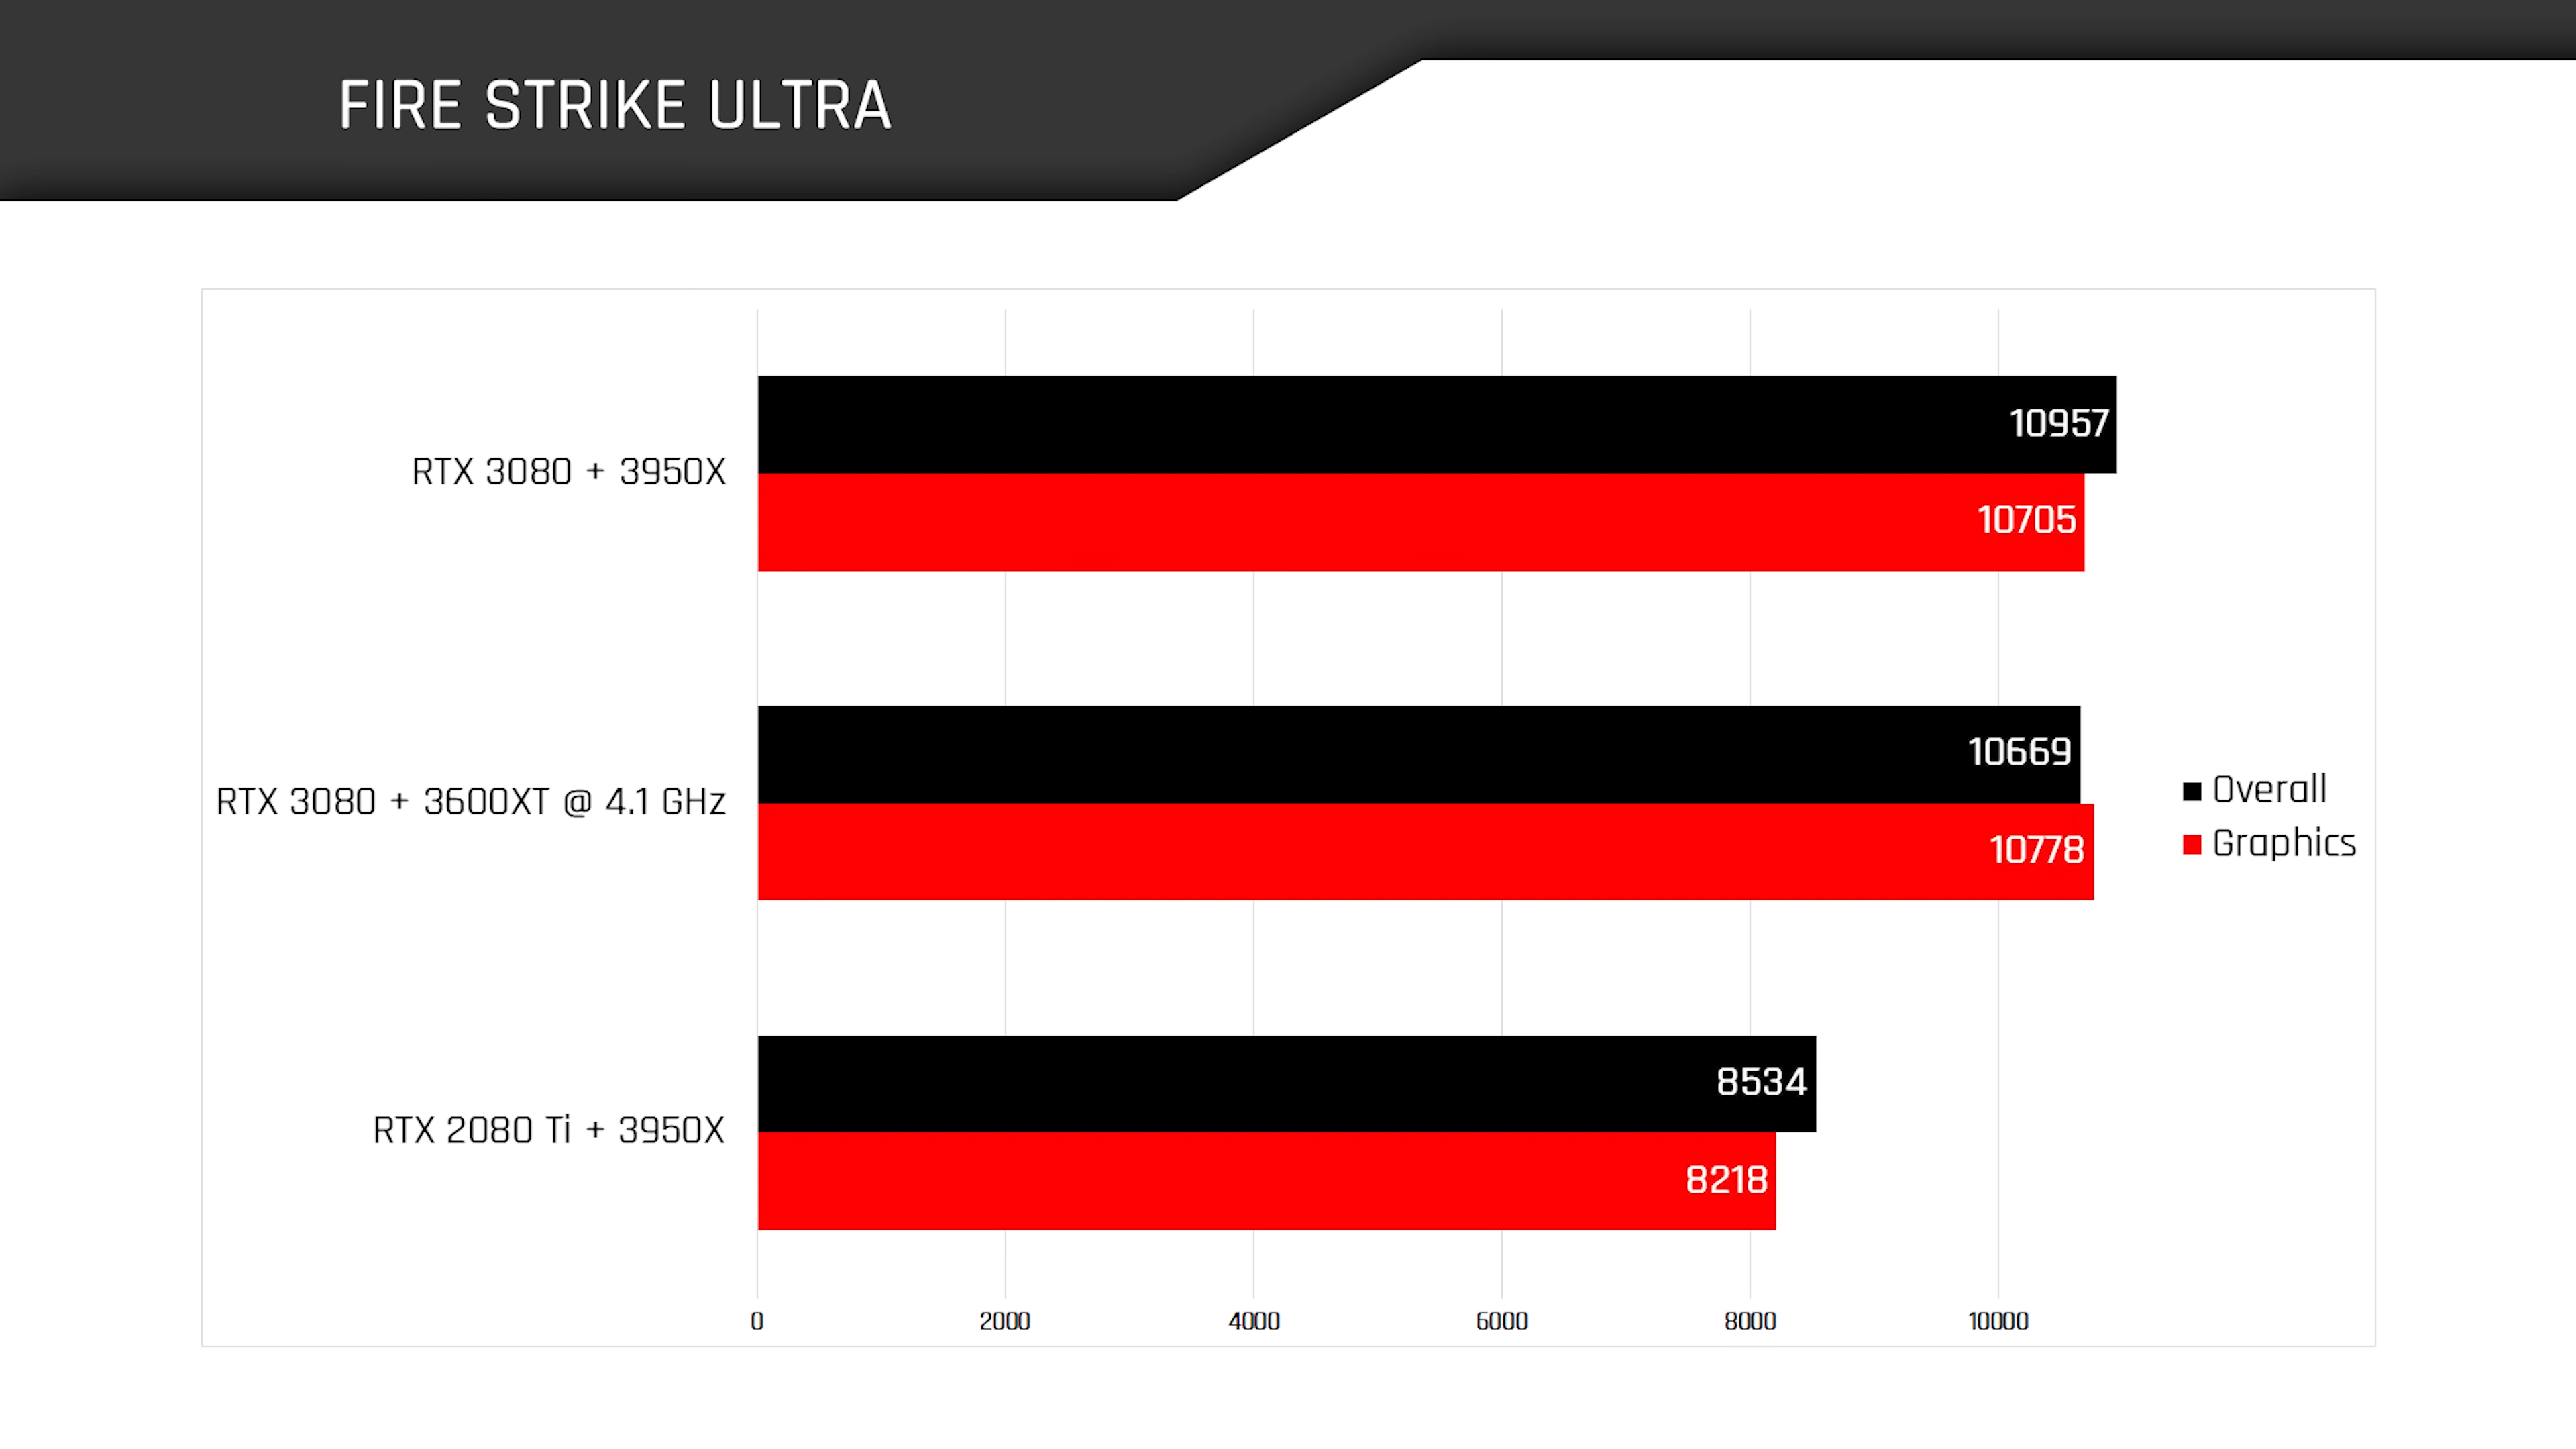 FIRE STRIKE ULTRA
RTX 3080 + 3950X
10957
10705
RTX 3080 + 3600XT @ 4.1 GHz
10669
10778
Overall
Graphics
RTX 2080 Ti + 3950X
8534
8218
0 2000 4000 6000 8000 10000